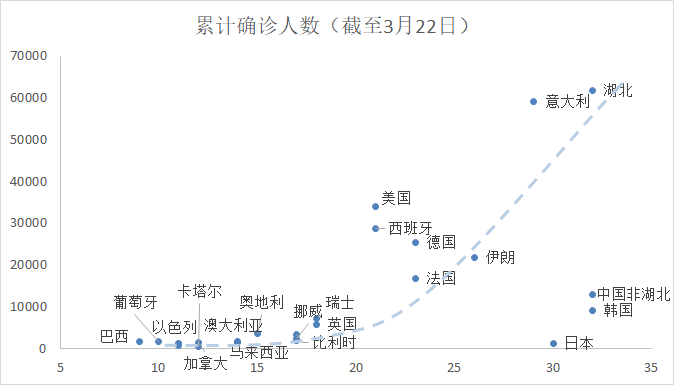 累计确诊人数（截至3月22日）
70000
60000
50000
40000
30000
20000
10000
0
湖北
意大利
美国
西班牙
德国
伊朗
法国
中国非湖北
韩国
日本
葡萄牙
卡塔尔
奥地利
挪威
瑞士
巴西
以色列
澳大利亚
英国
加拿大
马来西亚
比利时
5
10
15
20
25
30
35